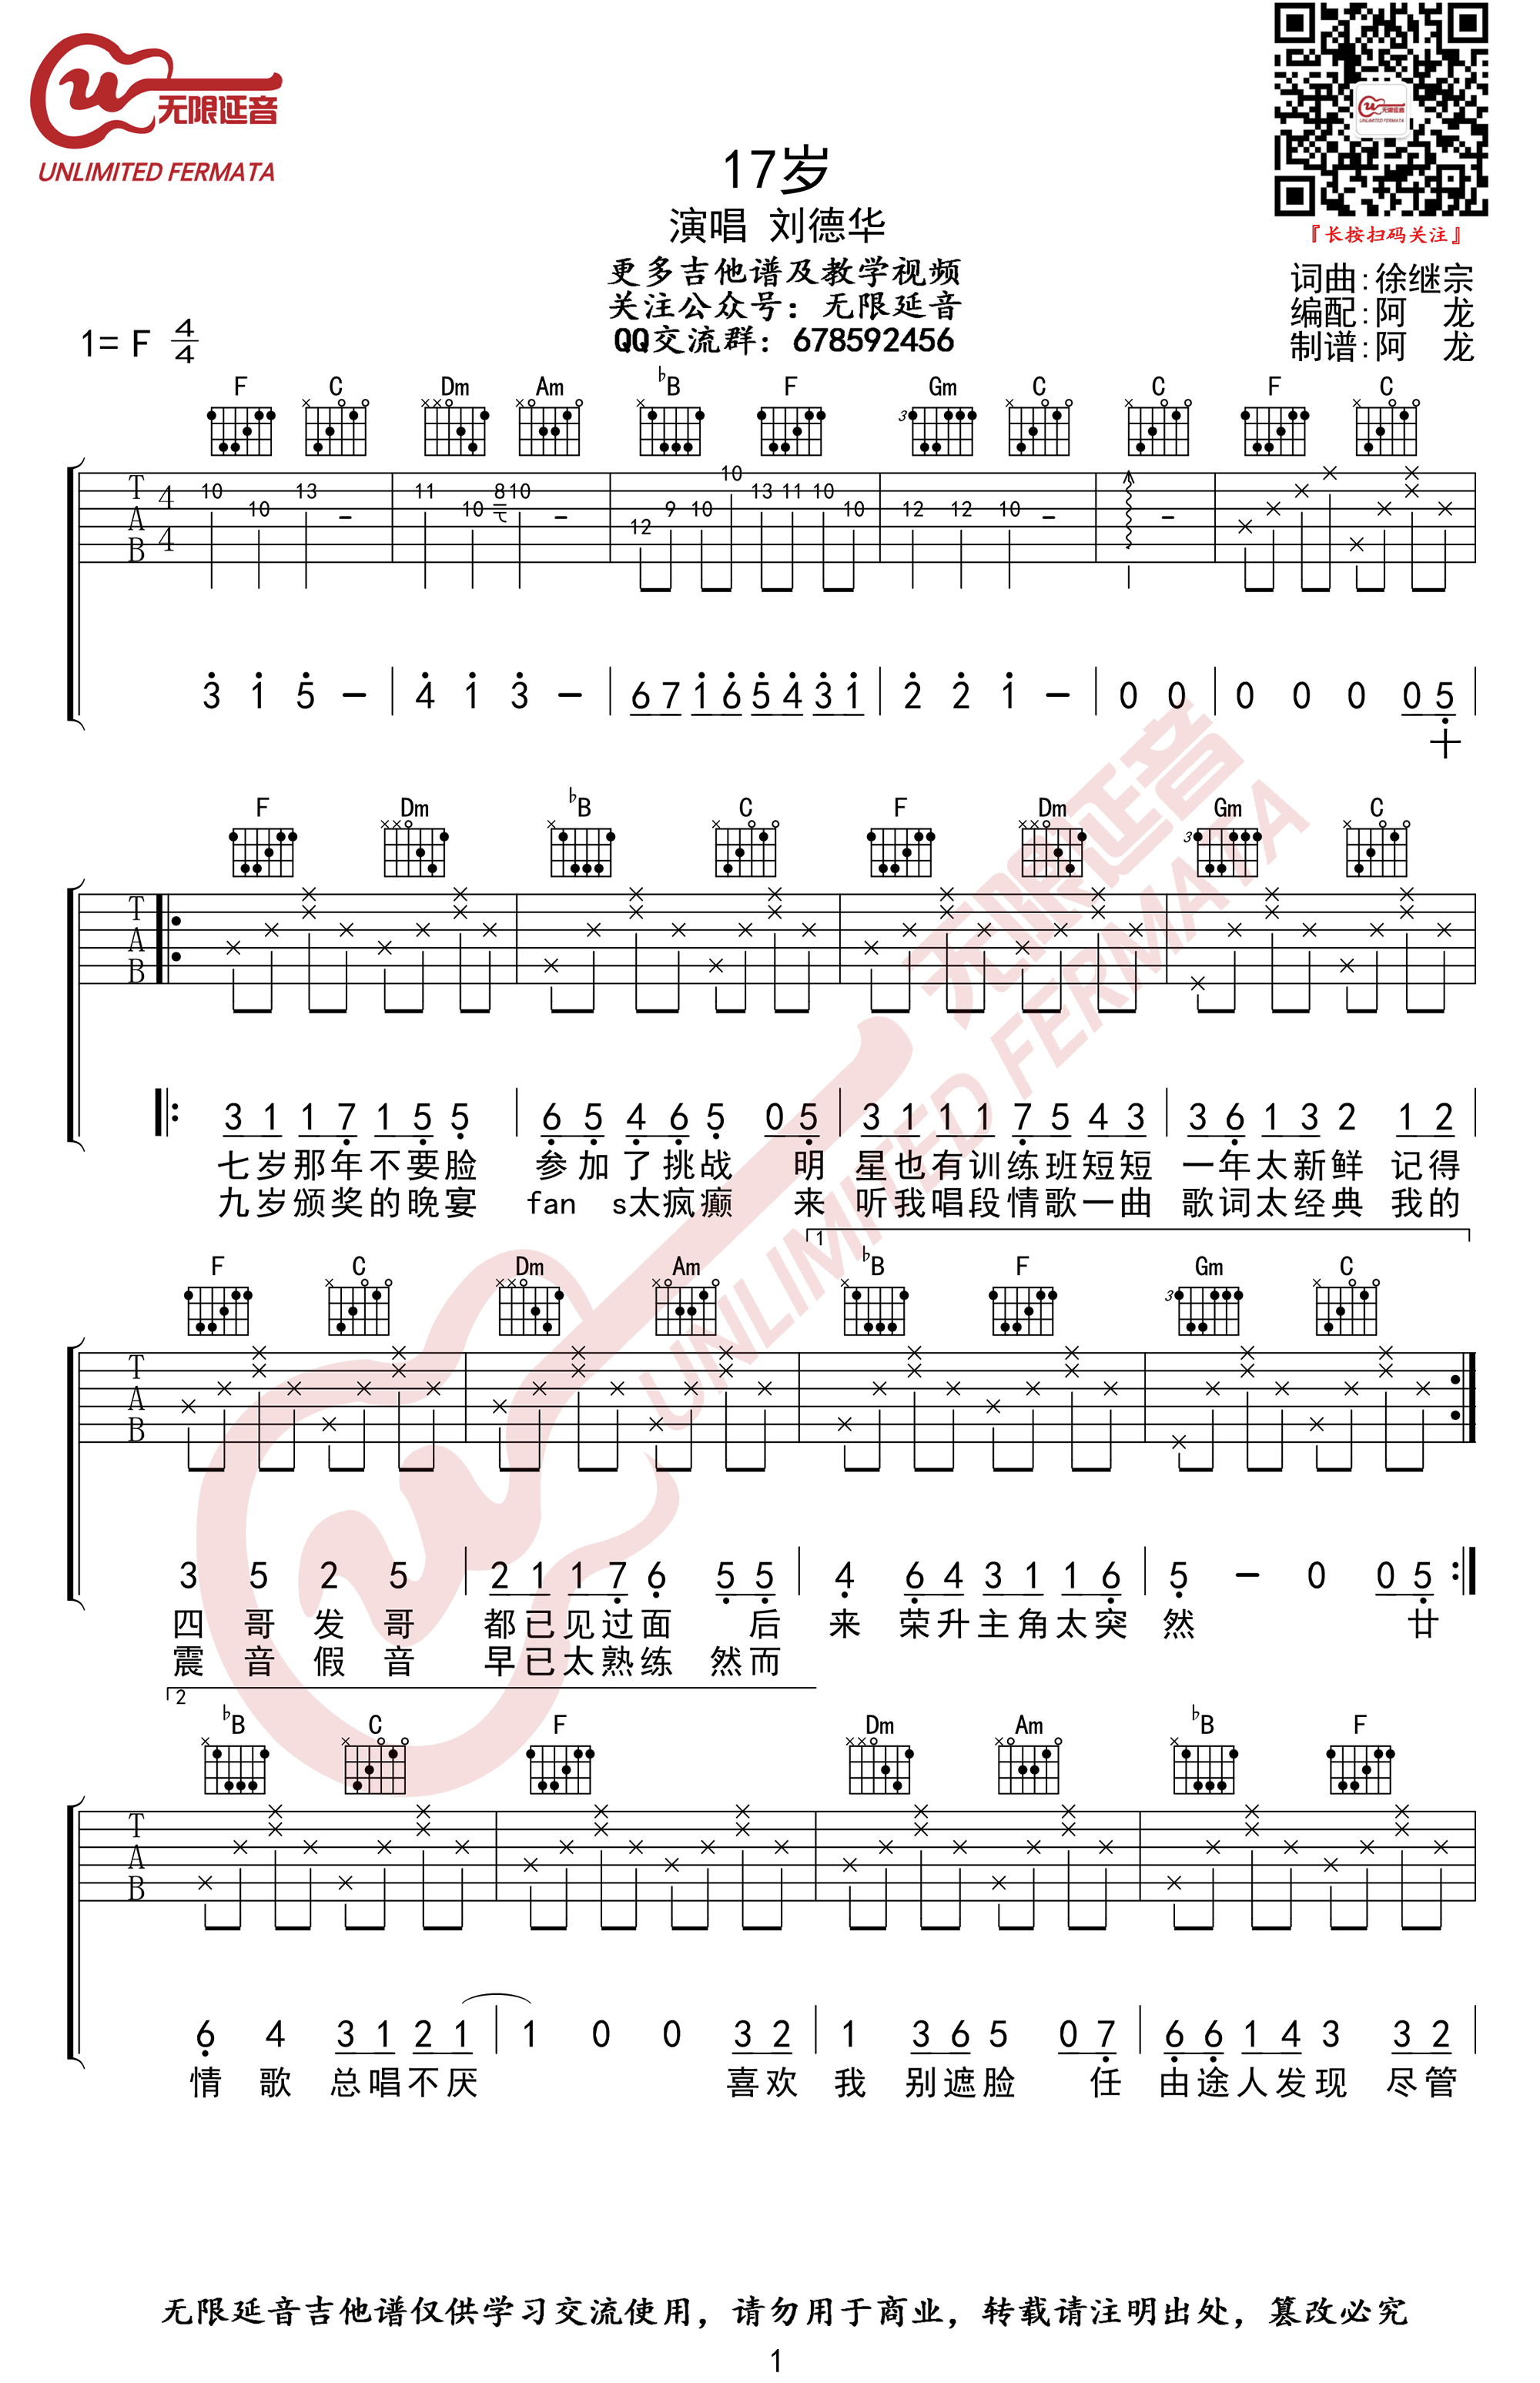 无限延音
UNLIMITED FERMATA
无限延音
UNLIMITED FERMATA
『长按扫码关注』
17岁
演唱 刘德华
更多吉他谱及教学视频
关注公众号：无限延音
QQ交流群：678592456
词曲:徐继宗
编配:阿 龙
制谱:阿 龙
1= F 4/4
F C Dm Am ♭B F Gm C C F C
3 3
T A B 4 4
10 10 13 - 11 10 8 10 - 12 9 10 10 13 11 10 10 12 12 10 - -
3 1 5 - | 4 1 3 - | 6 7 1 6 5 4 3 1 | 2 2 1 - | 0 0 | 0 0 0 0 5 |
十
F Dm ♭B C F Dm Gm C
3
T A B
3 1 1 7 1 5 5 | 6 5 4 6 5 0 5 | 3 1 1 1 7 5 4 3 | 3 6 1 3 2 1 2 |
七岁那年不要脸 参加了挑战 明 星也有训练班短短 一年太新鲜 记得
九岁颁奖的晚宴 fan s太疯癫 来 听我唱段情歌一曲 歌词太经典 我的
1
F C Dm Am ♭B F Gm C
3
T A B
3 5 2 5 | 2 1 1 7 6 5 5 | 4 6 4 3 1 1 6 | 5 - 0 0 5
四 哥 发 哥 都已见过面 后 来 荣升主角太突 然 廿
震 音 假 音 早已太熟练 然而
2
♭B C F Dm Am ♭B F
T A B
6 4 3 1 2 1 | 1 0 0 3 2 | 1 3 6 5 0 7 | 6 6 1 4 3 3 2 |
情 歌 总唱不厌 喜欢 我 别遮脸 任 由途人发现 尽管
无限延音吉他谱仅供学习交流使用，请勿用于商业，转载请注明出处，篡改必究
1